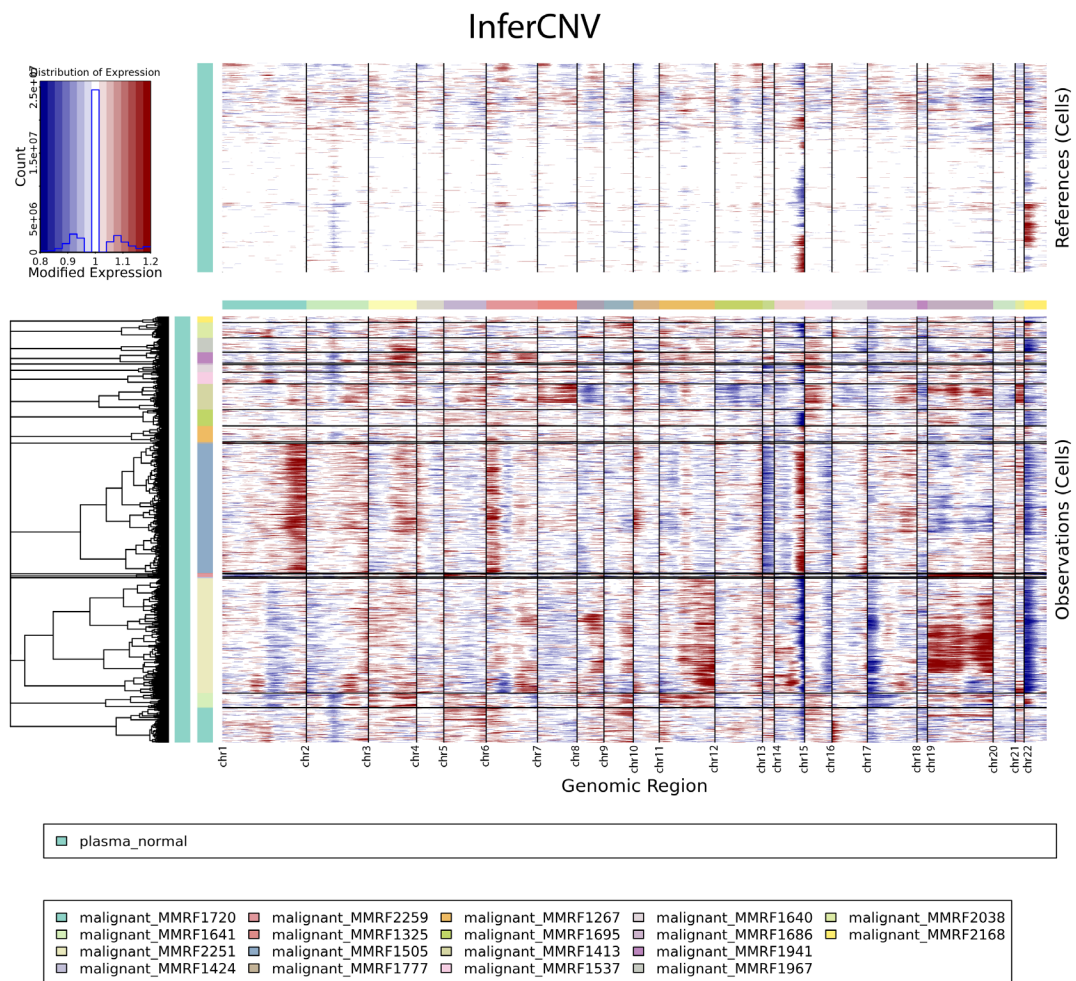 InferCNV
Distribution of Expression
Count
0
5e+06
1.5e+07
2.5e+07
0.8 0.9 1 1.1 1.2
Modified Expression
References (Cells)
Observations (Cells)
chr1 chr2 chr3 chr4 chr5 chr6 chr7 chr8 chr9 chr10 chr11 chr12 chr13 chr14 chr15 chr16 chr17 chr18 chr19 chr20 chr21 chr22
Genomic Region
plasma_normal
malignant_MMRF1720 malignant_MMRF2259 malignant_MMRF1267 malignant_MMRF1640 malignant_MMRF2038
malignant_MMRF1641 malignant_MMRF1325 malignant_MMRF1695 malignant_MMRF1686 malignant_MMRF2168
malignant_MMRF2251 malignant_MMRF1505 malignant_MMRF1413 malignant_MMRF1941
malignant_MMRF1424 malignant_MMRF1777 malignant_MMRF1537 malignant_MMRF1967